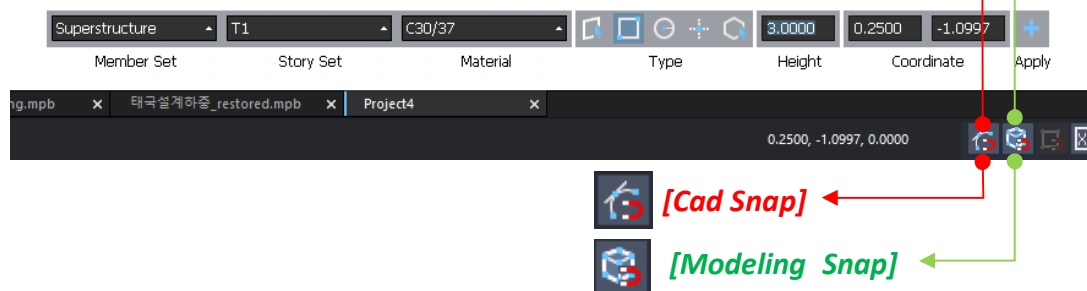 Superstructure T1 C30/37 3.0000 0.2500 -1.0997
Member Set Story Set Material Type Height Coordinate Apply
ng.mpb x 태국설계하중_restored.mpb x Project4 x
0.2500, -1.0997, 0.0000
[Cad Snap]
[Modeling Snap]